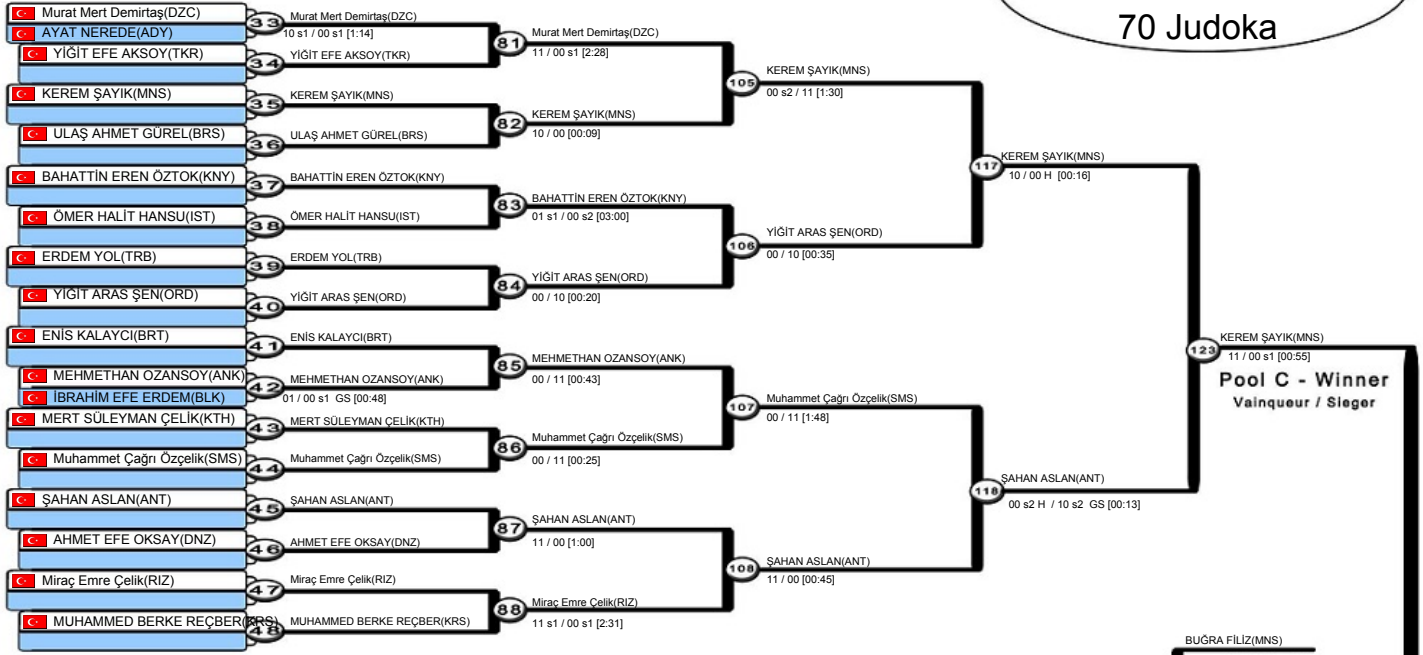 70 Judoka
Murat Mert Demirtaş(DZC)
AYAT NEREDE(ADY)
YİĞİT EFE AKSOY(TKR)
KEREM ŞAYIK(MNS)
ULAŞ AHMET GÜREL(BRS)
BAHATTİN EREN ÖZTOK(KNY)
ÖMER HALİT HANSU(IST)
ERDEM YOL(TRB)
YİĞİT ARAS ŞEN(ORD)
ENİS KALAYCI(BRT)
MEHMETHAN OZANSOY(ANK)
İBRAHİM EFE ERDEM(BLK)
MERT SÜLEYMAN ÇELİK(KTH)
Muhammet Çağrı Özçelik(SMS)
ŞAHAN ASLAN(ANT)
AHMET EFE OKSAY(DNZ)
Miraç Emre Çelik(RIZ)
MUHAMMED BERKE REÇBER(KRS)
33
34
35
36
37
38
39
40
41
42
43
44
45
46
47
48
Murat Mert Demirtaş(DZC)
10 s1 / 00 s1 [1:14]
YİĞİT EFE AKSOY(TKR)
KEREM ŞAYIK(MNS)
ULAŞ AHMET GÜREL(BRS)
BAHATTİN EREN ÖZTOK(KNY)
ÖMER HALİT HANSU(IST)
ERDEM YOL(TRB)
YİĞİT ARAS ŞEN(ORD)
ENİS KALAYCI(BRT)
MEHMETHAN OZANSOY(ANK)
01 / 00 s1 GS [00:48]
MERT SÜLEYMAN ÇELİK(KTH)
Muhammet Çağrı Özçelik(SMS)
ŞAHAN ASLAN(ANT)
AHMET EFE OKSAY(DNZ)
Miraç Emre Çelik(RIZ)
MUHAMMED BERKE REÇBER(KRS)
81
82
83
84
85
86
87
88
Murat Mert Demirtaş(DZC)
11 / 00 s1 [2:28]
KEREM ŞAYIK(MNS)
10 / 00 [00:09]
BAHATTİN EREN ÖZTOK(KNY)
01 s1 / 00 s2 [03:00]
YİĞİT ARAS ŞEN(ORD)
00 / 10 [00:20]
MEHMETHAN OZANSOY(ANK)
00 / 11 [00:43]
Muhammet Çağrı Özçelik(SMS)
00 / 11 [00:25]
ŞAHAN ASLAN(ANT)
11 / 00 [1:00]
Miraç Emre Çelik(RIZ)
11 s1 / 00 s1 [2:31]
105
106
107
108
KEREM ŞAYIK(MNS)
00 s2 / 11 [1:30]
YİĞİT ARAS ŞEN(ORD)
00 / 10 [00:35]
Muhammet Çağrı Özçelik(SMS)
00 / 11 [1:48]
ŞAHAN ASLAN(ANT)
11 / 00 [00:45]
117
118
KEREM ŞAYIK(MNS)
10 / 00 H [00:16]
ŞAHAN ASLAN(ANT)
00 s2 H / 10 s2 GS [00:13]
123
KEREM ŞAYIK(MNS)
11 / 00 s1 [00:55]
Pool C - Winner
Vainqueur / Sieger
BUĞRA FİLİZ(MNS)